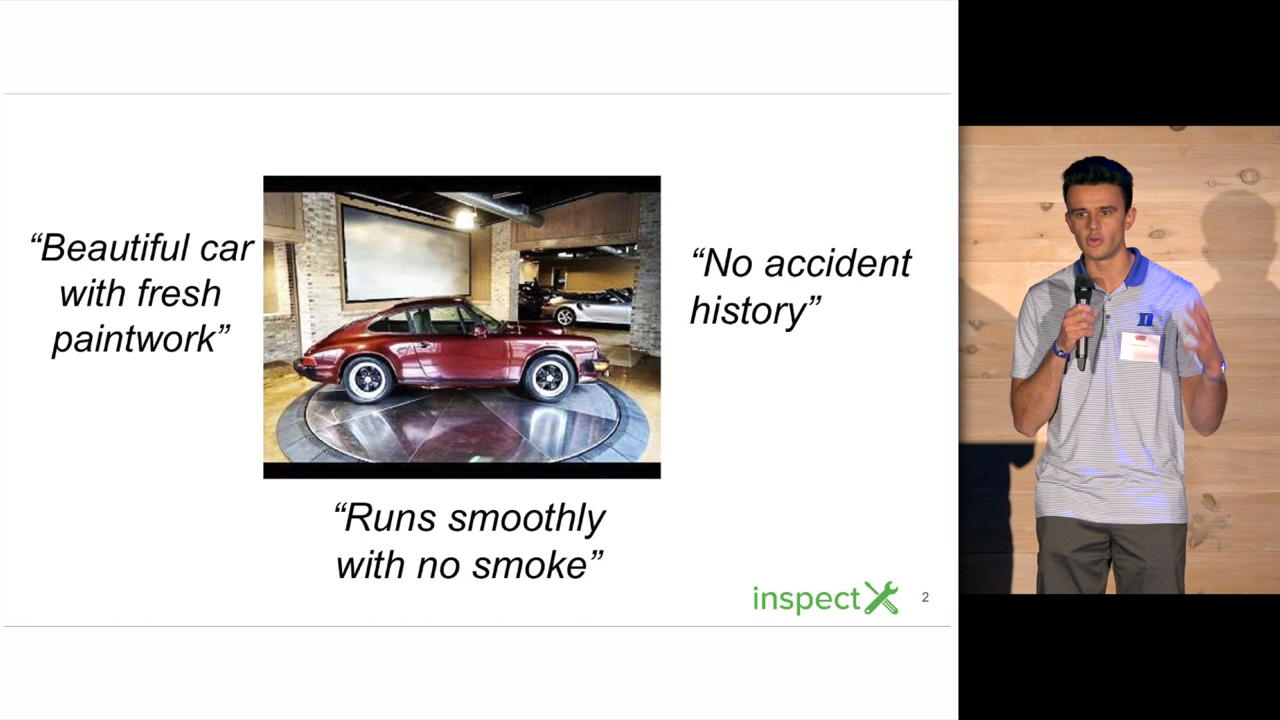 “Beautiful car
with fresh
paintwork”
“No accident
history”
“Runs smoothly
with no smoke”
inspect
2